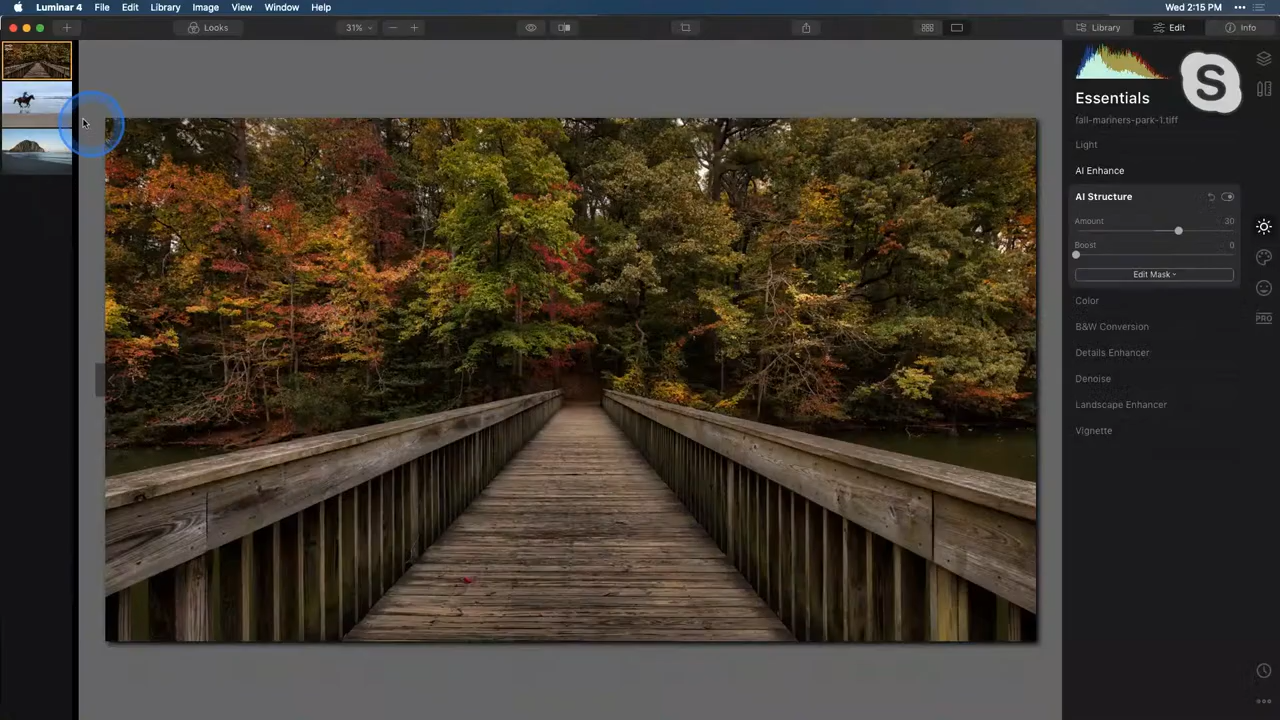 Luminar 4 File Edit Library Image View Window Help Wed 2:15 PM
Looks 31% Library Edit Info
S
Essentials
fall-mariners-park-1.tiff
Light
AI Enhance
AI Structure
Amount 30
Boost 0
Edit Mask
Color
B&W Conversion
Details Enhancer
Denoise
Landscape Enhancer
Vignette
PRO